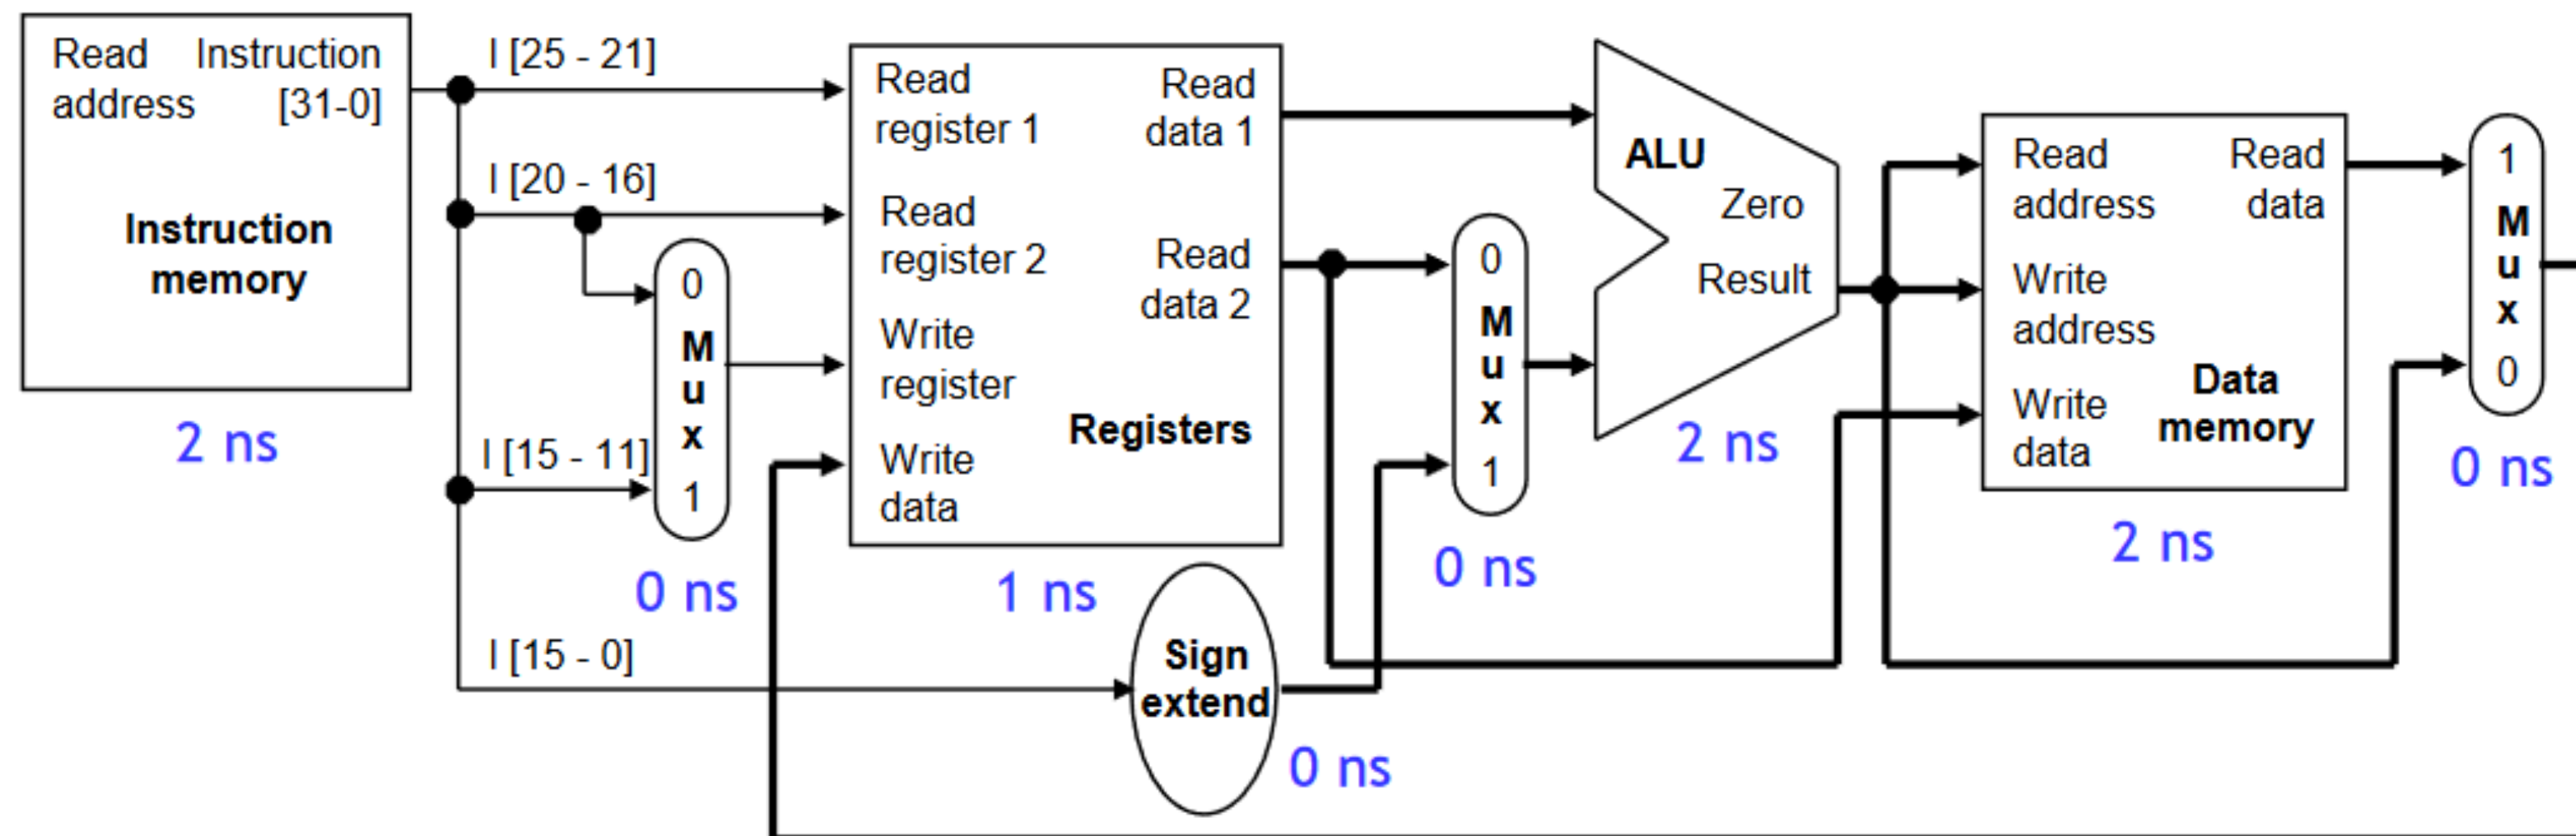 Read Instruction
address [31-0]
Instruction
memory
2 ns
I [25 - 21]
I [20 - 16]
I [15 - 11]
I [15 - 0]
0
M
u
x
1
0 ns
Read
register 1
Read
data 1
Read
register 2
Read
data 2
Write
register
Registers
Write
data
1 ns
Sign
extend
0 ns
0
M
u
x
1
0 ns
ALU
Zero
Result
2 ns
Read
address
Read
data
Write
address
Data
memory
Write
data
2 ns
1
M
u
x
0
0 ns